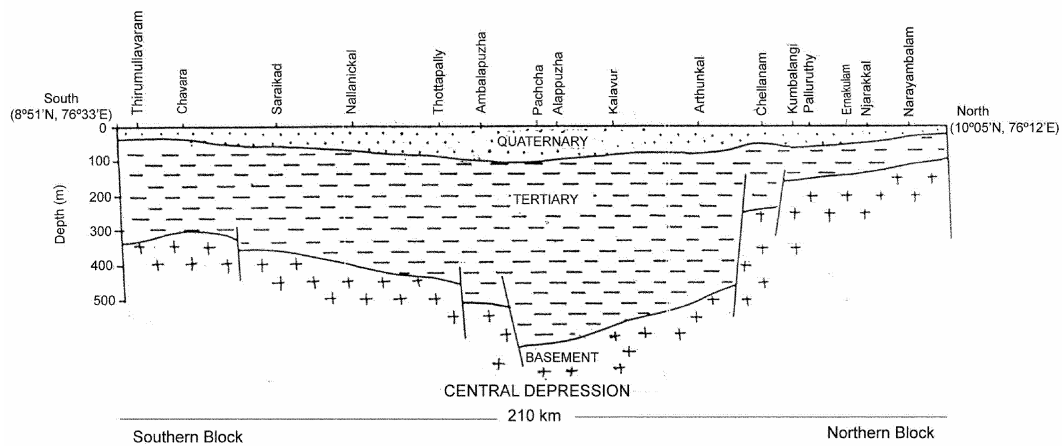 Thirumullavaram
Chavara
Saraikad
Nallanickal
Thottapally
Ambalapuzha
Pachcha
Alappuzha
Kalavur
Arthunkal
Chellanam
Kumbalangi
Palluruthy
Ernakulam
Njarakkal
Narayambalam
South
(8º51'N, 76º33'E)
North
(10º05'N, 76º12'E)
0
100
200
300
400
500
Depth (m)
QUATERNARY
TERTIARY
BASEMENT
CENTRAL DEPRESSION
210 km
Southern Block
Northern Block